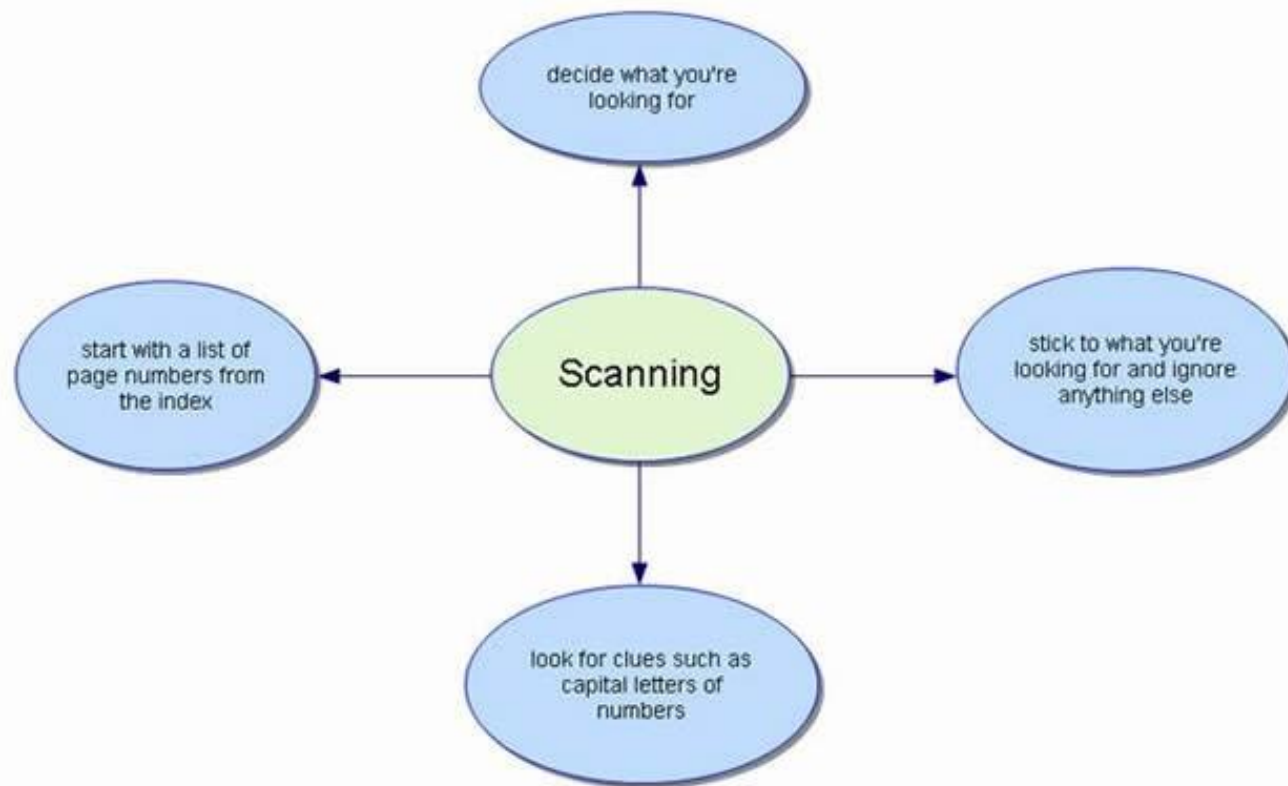 decide what you're
looking for
start with a list of
page numbers from
the index
Scanning
stick to what you're
looking for and ignore
anything else
look for clues such as
capital letters of
numbers